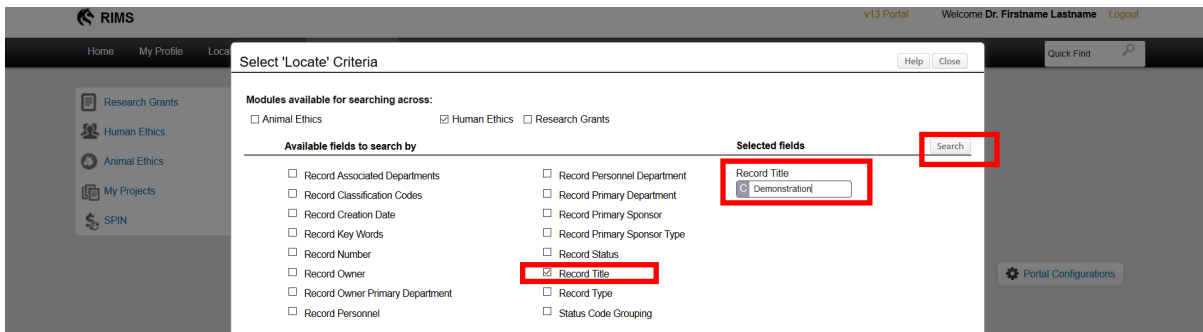 RIMS
v13 Portal Welcome Dr. Firstname Lastname Logout
Home My Profile Loca
Quick Find
Select 'Locate' Criteria
Help Close
Research Grants
Human Ethics
Animal Ethics
My Projects
SPIN
Modules available for searching across:
Animal Ethics Human Ethics Research Grants
Available fields to search by Selected fields Search
Record Associated Departments
Record Classification Codes
Record Creation Date
Record Key Words
Record Number
Record Owner
Record Owner Primary Department
Record Personnel
Record Personnel Department
Record Primary Department
Record Primary Sponsor
Record Primary Sponsor Type
Record Status
Record Title
Record Type
Status Code Grouping
Record Title
C Demonstration
Portal Configurations